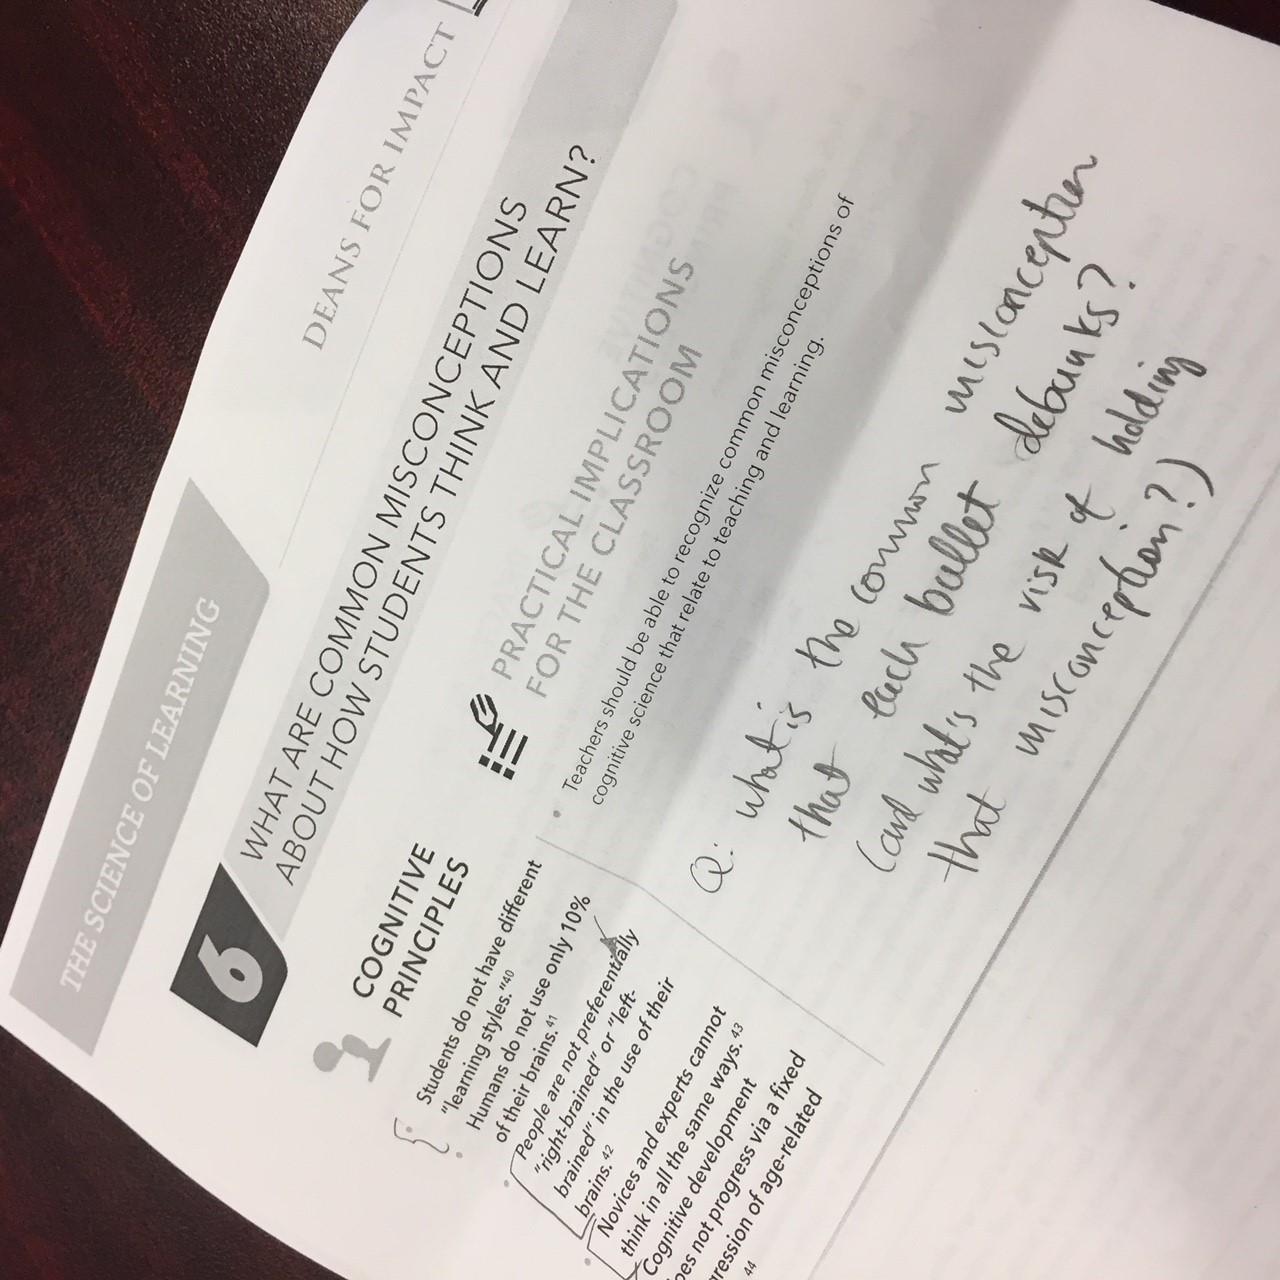 THE SCIENCE OF LEARNING
DEANS FOR IMPACT
6
WHAT ARE COMMON MISCONCEPTIONS
ABOUT HOW STUDENTS THINK AND LEARN?
COGNITIVE
PRINCIPLES
Students do not have different
"learning styles."40
Humans do not use only 10%
of their brains.41
People are not preferentially
"right-brained" or "left-
brained" in the use of their
brains.42
Novices and experts cannot
think in all the same ways.43
Cognitive development
does not progress via a fixed
of age-related
44
PRACTICAL IMPLICATIONS
FOR THE CLASSROOM
• Teachers should be able to recognize common misconceptions of
cognitive science that relate to teaching and learning.
Q: what is the common misconception
that each bullet debunks?
(and what's the risk of holding
that misconception?)